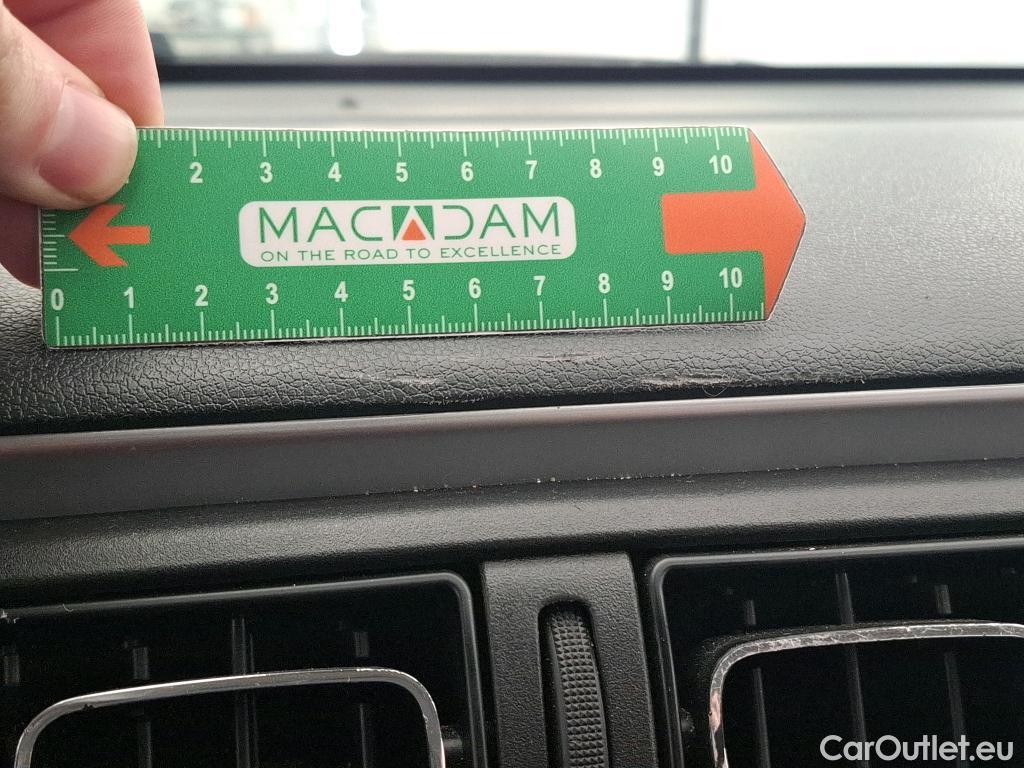 2 3 4 5 6 7 8 9 10
MACADAM
ON THE ROAD TO EXCELLENCE
0 1 2 3 4 5 6 7 8 9 10
CarOutlet.eu